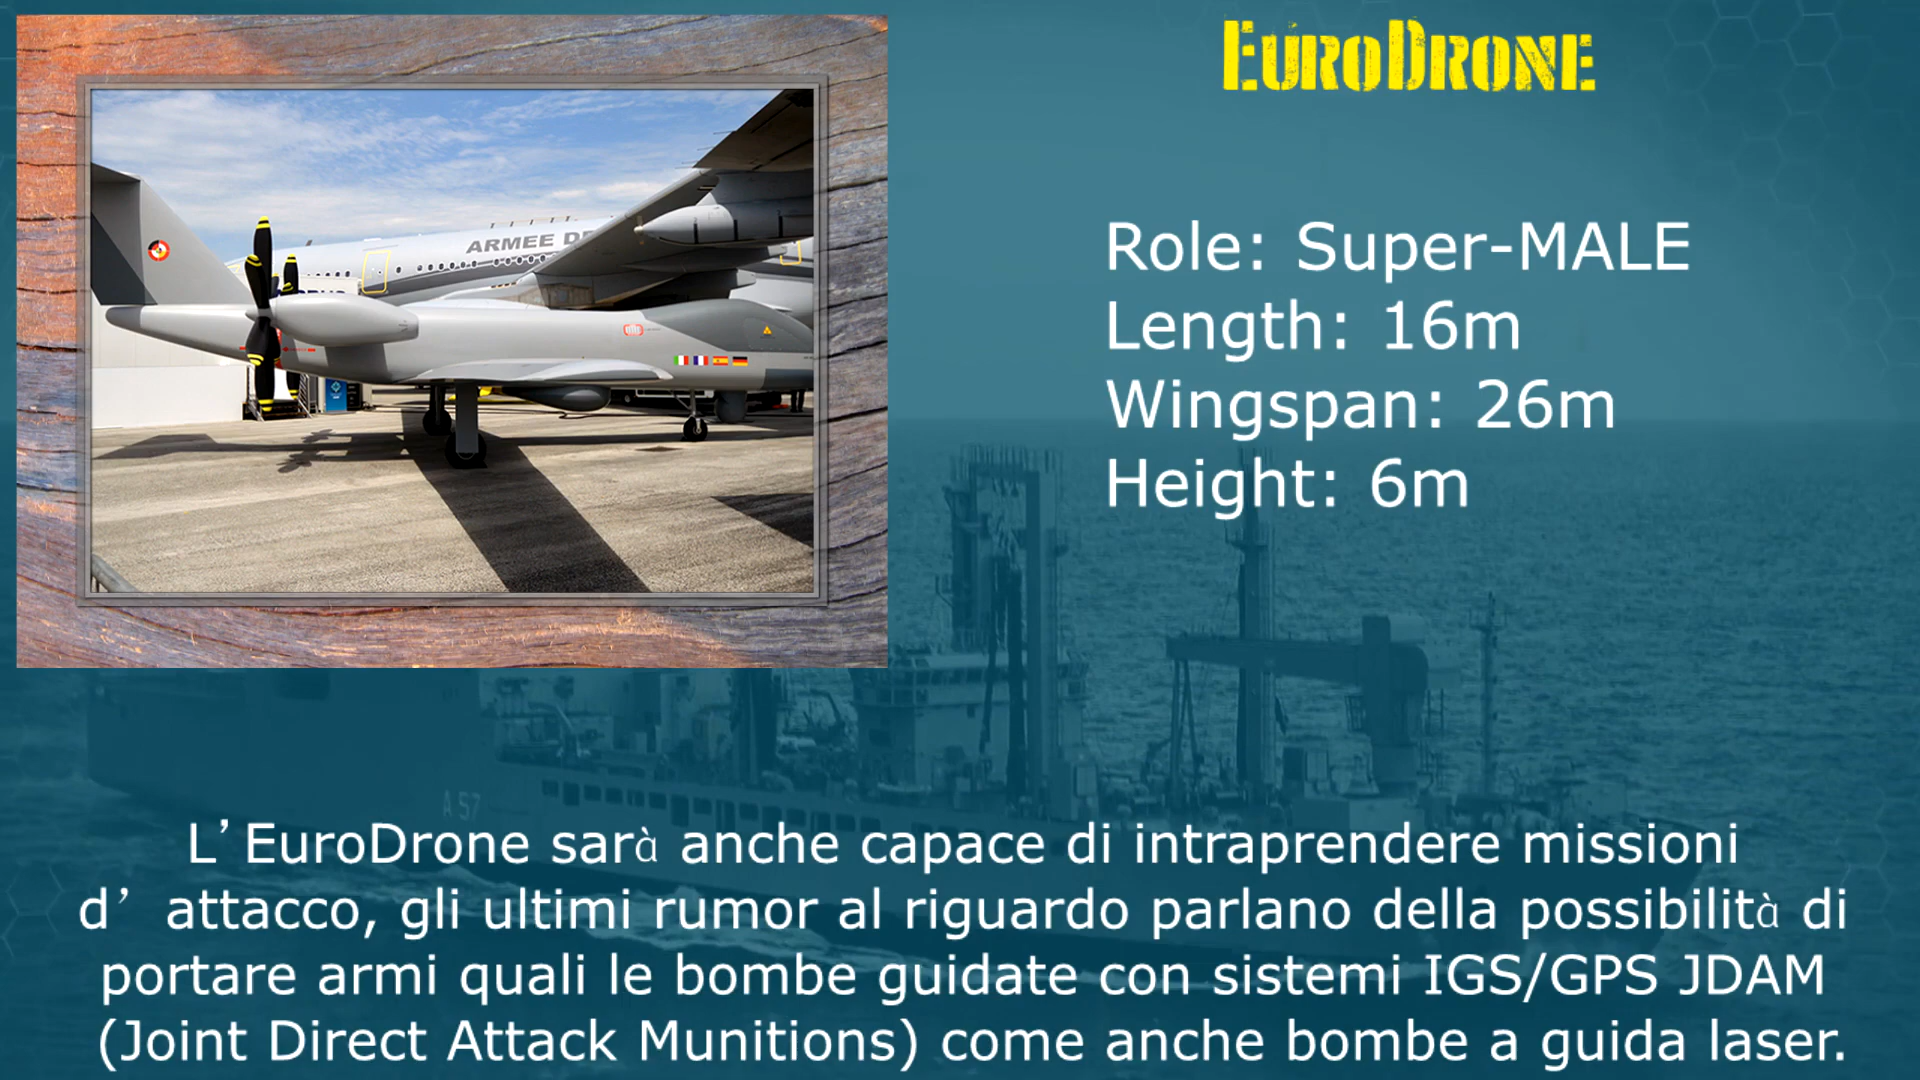 EuroDrone
ARMEE DE
Role: Super-MALE
Length: 16m
Wingspan: 26m
Height: 6m
A 57
L’EuroDrone sarà anche capace di intraprendere missioni
d’ attacco, gli ultimi rumor al riguardo parlano della possibilità di
portare armi quali le bombe guidate con sistemi IGS/GPS JDAM
(Joint Direct Attack Munitions) come anche bombe a guida laser.